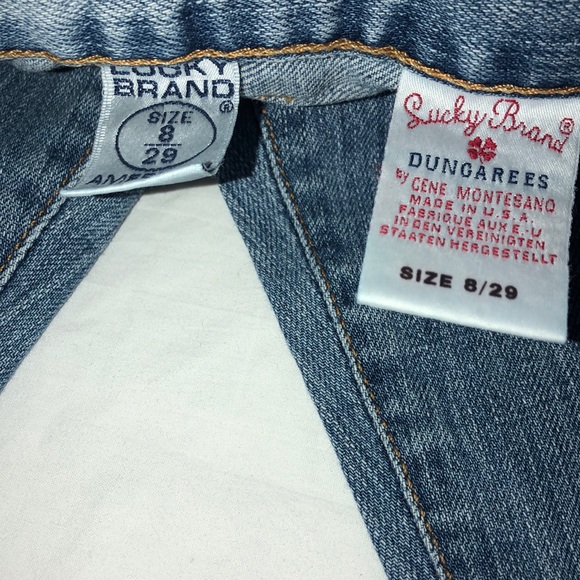 LUCKY
BRAND®
SIZE
8
29
Lucky Brand®
DUNGAREES
by GENE MONTESANO
MADE IN U.S.A.
FABRIQUE AUX E.U
IN DEN VEREINIGTEN
STAATEN HERGESTELLT
SIZE 8/29